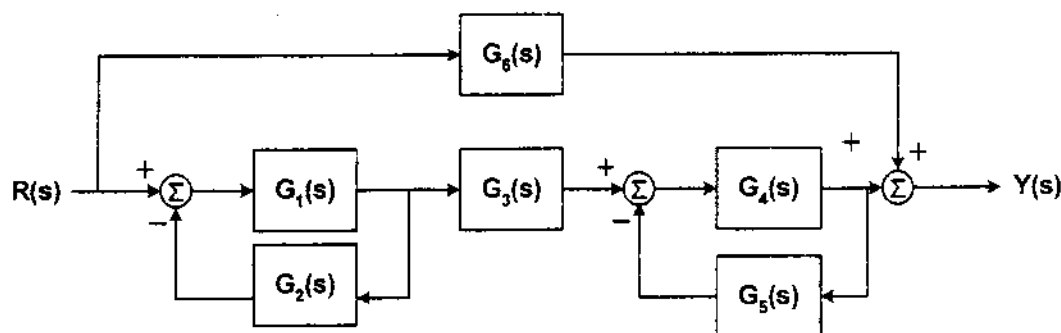 G₆(s)
+
+
R(s)
+
Σ
G₁(s)
G₃(s)
+
Σ
G₄(s)
Σ
Y(s)
−
−
G₂(s)
G₅(s)